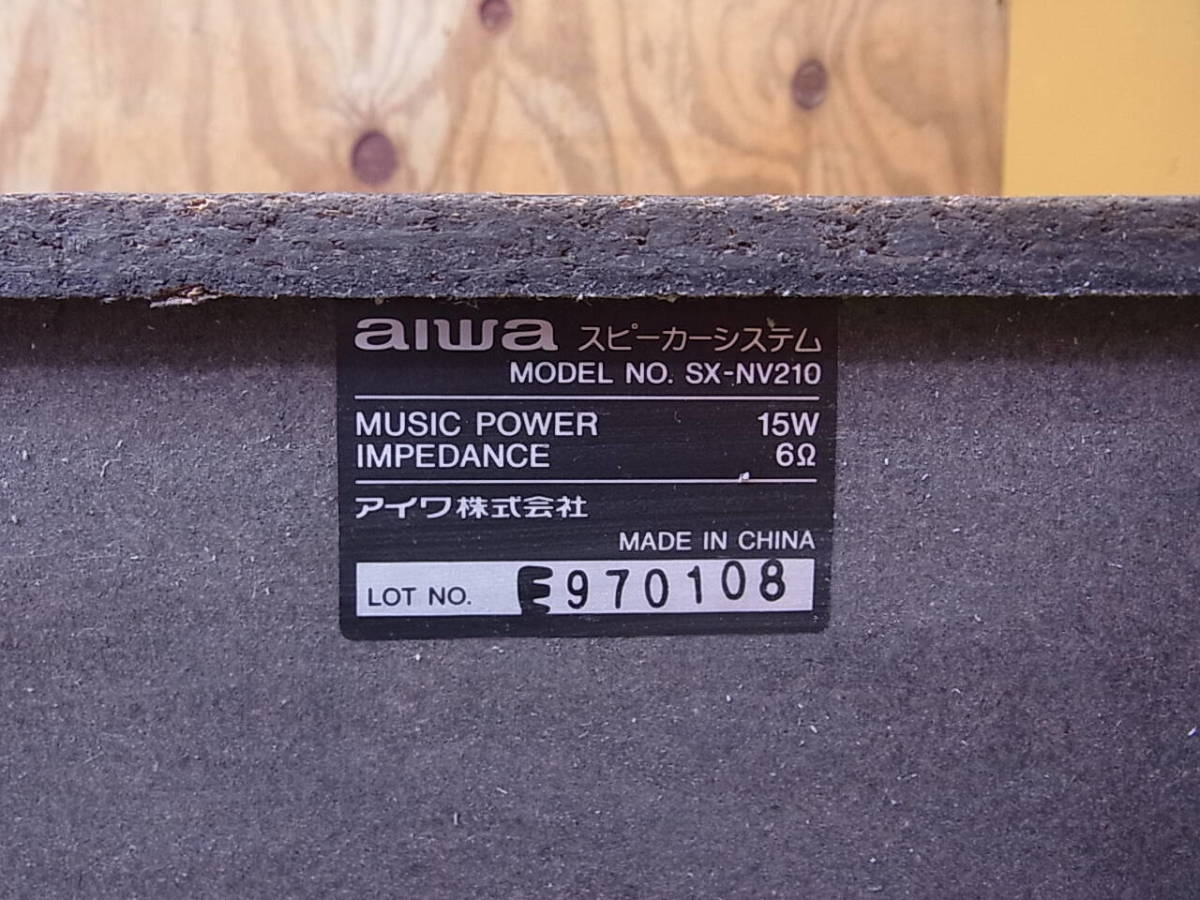 aiwa スピーカーシステム
MODEL NO. SX-NV210
MUSIC POWER 15W
IMPEDANCE 6Ω
アイワ株式会社
MADE IN CHINA
LOT NO. E970108